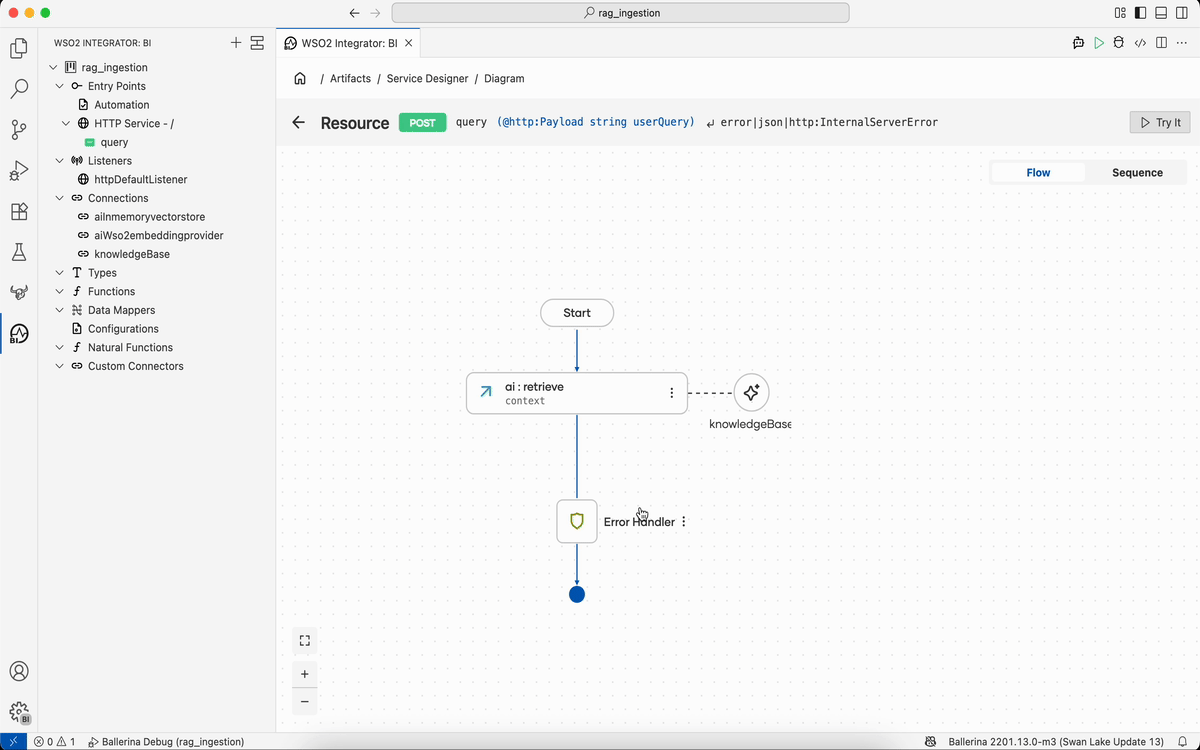 rag_ingestion
WSO2 INTEGRATOR: BI
WSO2 Integrator: BI
rag_ingestion
Entry Points
Automation
HTTP Service - /
query
Listeners
httpDefaultListener
Connections
aiInmemoryvectorstore
aiWso2embeddingprovider
knowledgeBase
Types
Functions
Data Mappers
Configurations
Natural Functions
Custom Connectors
/ Artifacts / Service Designer / Diagram
Resource POST query (@http:Payload string userQuery) ↵ error|json|http:InternalServerError
Try It
Flow Sequence
Start
ai : retrieve
context
knowledgeBase
Error Handler
+
−
BI
BI
0 1 Ballerina Debug (rag_ingestion)
Ballerina 2201.13.0-m3 (Swan Lake Update 13)